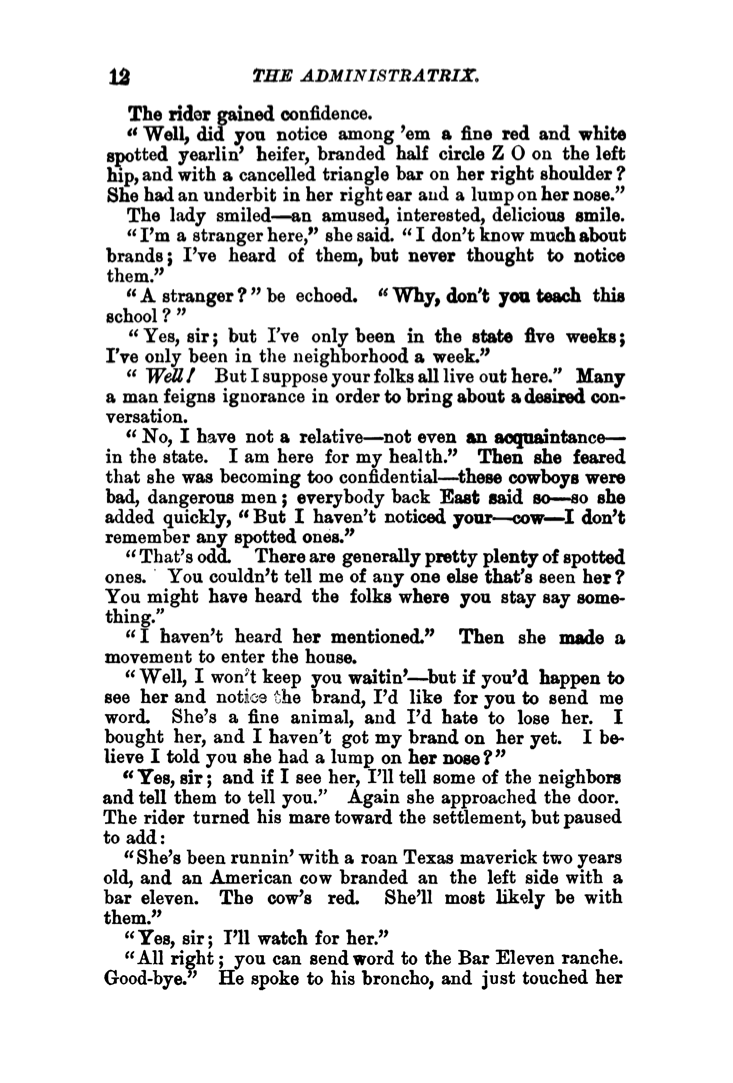 12 THE ADMINISTRATRIX.
The rider gained confidence.
“ Well, did you notice among ’em a fine red and white
spotted yearlin’ heifer, branded half circle Z O on the left
hip, and with a cancelled triangle bar on her right shoulder ?
She had an underbit in her right ear and a lump on her nose.”
The lady smiled—an amused, interested, delicious smile.
“I’m a stranger here,” she said. “I don’t know much about
brands; I’ve heard of them, but never thought to notice
them.”
“A stranger?” be echoed. “Why, don’t you teach this
school ? ”
“Yes, sir; but I’ve only been in the state five weeks;
I’ve only been in the neighborhood a week.”
“ Well! But I suppose your folks all live out here.” Many
a man feigns ignorance in order to bring about a desired con-
versation.
“No, I have not a relative—not even an acquaintance—
in the state. I am here for my health.” Then she feared
that she was becoming too confidential—these cowboys were
bad, dangerous men; everybody back East said so—so she
added quickly, “But I haven’t noticed your—cow—I don’t
remember any spotted ones.”
“That’s odd. There are generally pretty plenty of spotted
ones. You couldn’t tell me of any one else that’s seen her?
You might have heard the folks where you stay say some-
thing.”
“I haven’t heard her mentioned.” Then she made a
movement to enter the house.
“Well, I won’t keep you waitin’—but if you’d happen to
see her and notice the brand, I’d like for you to send me
word. She’s a fine animal, and I’d hate to lose her. I
bought her, and I haven’t got my brand on her yet. I be-
lieve I told you she had a lump on her nose?”
“Yes, sir; and if I see her, I’ll tell some of the neighbors
and tell them to tell you.” Again she approached the door.
The rider turned his mare toward the settlement, but paused
to add:
“She’s been runnin’ with a roan Texas maverick two years
old, and an American cow branded an the left side with a
bar eleven. The cow’s red. She’ll most likely be with
them.”
“Yes, sir; I’ll watch for her.”
“All right; you can send word to the Bar Eleven ranche.
Good-bye.” He spoke to his broncho, and just touched her